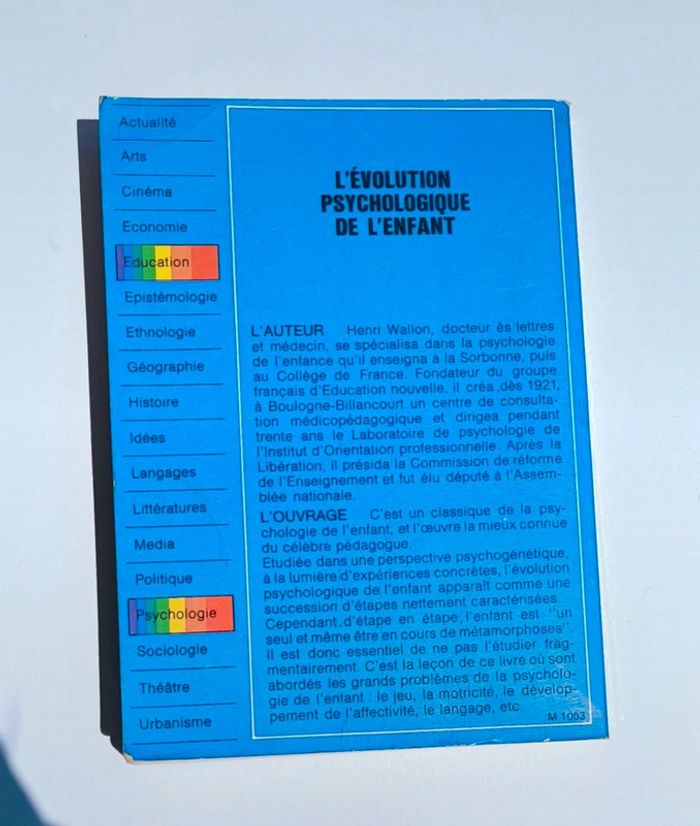 Actualité
Arts
Cinéma
Economie
Education
Epistémologie
Ethnologie
Géographie
Histoire
Idées
Langages
Littératures
Media
Politique
Psychologie
Sociologie
Théâtre
Urbanisme
L'ÉVOLUTION
PSYCHOLOGIQUE
DE L'ENFANT
L'AUTEUR Henri Wallon, docteur ès lettres
et médecin, se spécialisa dans la psychologie
de l'enfance qu'il enseigna à la Sorbonne, puis
au Collège de France. Fondateur du groupe
français d'Education nouvelle, il créa ,dès 1921,
à Boulogne-Billancourt un centre de consulta-
tion médicopédagogique et dirigea pendant
trente ans le Laboratoire de psychologie de
l'Institut d'Orientation professionnelle. Après la
Libération, il présida la Commission de réforme
de l'Enseignement et fut élu député à l'Assem-
blée nationale.
L'OUVRAGE C'est un classique de la psy-
chologie de l'enfant, et l'œuvre la mieux connue
du célèbre pédagogue.
Etudiée dans une perspective psychogénétique,
à la lumière d'expériences concrètes, l'évolution
psychologique de l'enfant apparaît comme une
succession d'étapes nettement caractérisées.
Cependant, d'étape en étape, l'enfant est "un
seul et même être en cours de métamorphoses".
Il est donc essentiel de ne pas l'étudier frag-
mentairement. C'est la leçon de ce livre où sont
abordés les grands problèmes de la psycholo-
gie de l'enfant : le jeu, la motricité, le dévelop-
pement de l'affectivité, le langage, etc.
M 1053